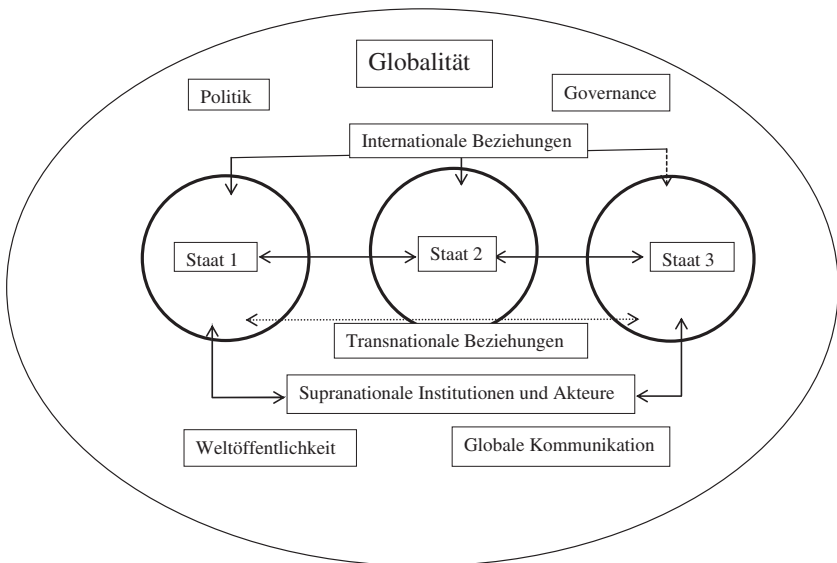 Globalität
Politik
Governance
Internationale Beziehungen
Staat 1
Staat 2
Staat 3
Transnationale Beziehungen
Supranationale Institutionen und Akteure
Weltöffentlichkeit
Globale Kommunikation